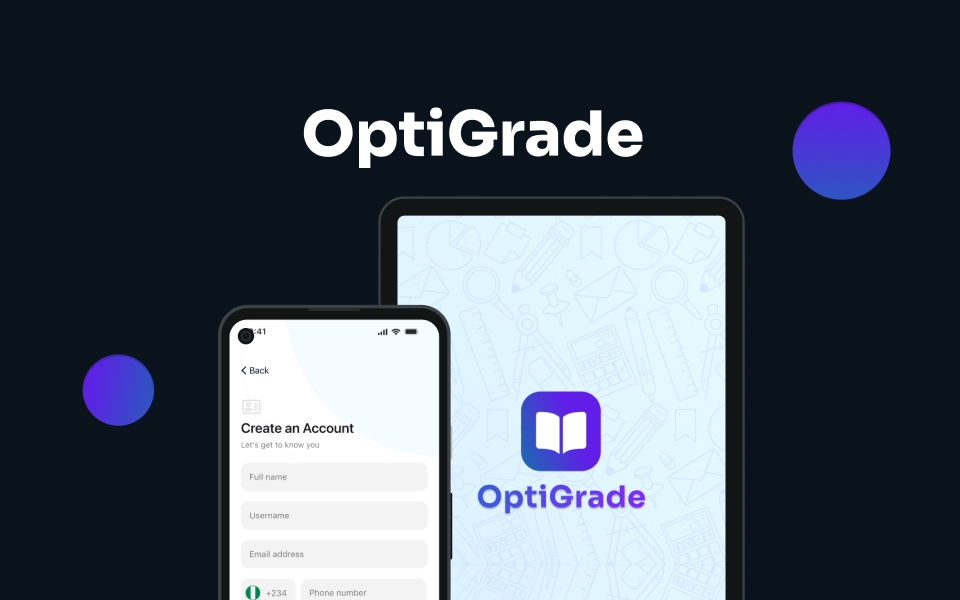 OptiGrade
:41
Back
Create an Account
Let's get to know you
Full name
Username
Email address
+234
Phone number
OptiGrade